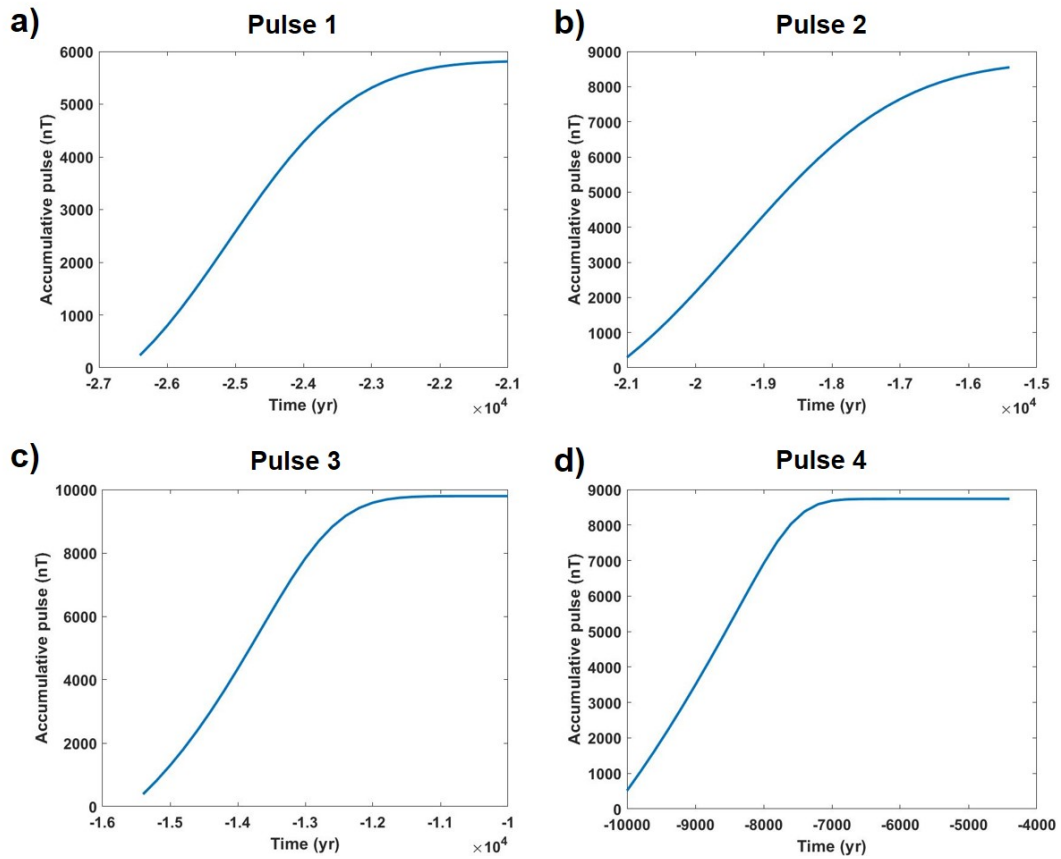 a)
Pulse 1
Accumulative pulse (nT)
6000
5000
4000
3000
2000
1000
0
-2.7 -2.6 -2.5 -2.4 -2.3 -2.2 -2.1
Time (yr)
×10⁴
b)
Pulse 2
Accumulative pulse (nT)
9000
8000
7000
6000
5000
4000
3000
2000
1000
0
-2.1 -2 -1.9 -1.8 -1.7 -1.6 -1.5
Time (yr)
×10⁴
c)
Pulse 3
Accumulative pulse (nT)
10000
8000
6000
4000
2000
0
-1.6 -1.5 -1.4 -1.3 -1.2 -1.1 -1
Time (yr)
×10⁴
d)
Pulse 4
Accumulative pulse (nT)
9000
8000
7000
6000
5000
4000
3000
2000
1000
0
-10000 -9000 -8000 -7000 -6000 -5000 -4000
Time (yr)